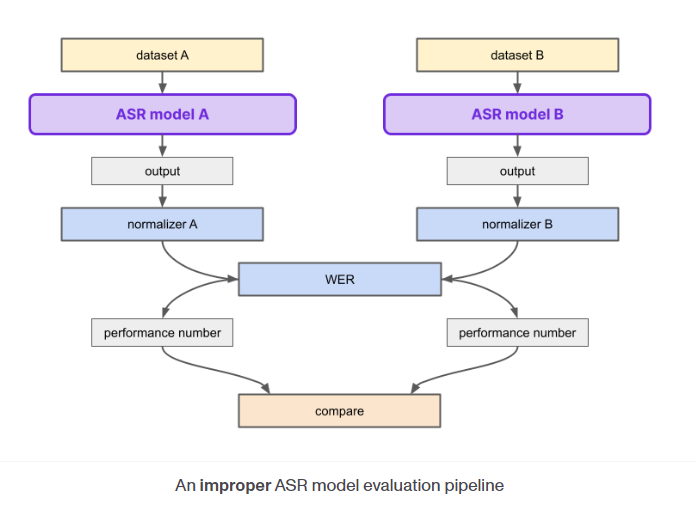 dataset A
dataset B
ASR model A
ASR model B
output
output
normalizer A
normalizer B
WER
performance number
performance number
compare
An improper ASR model evaluation pipeline